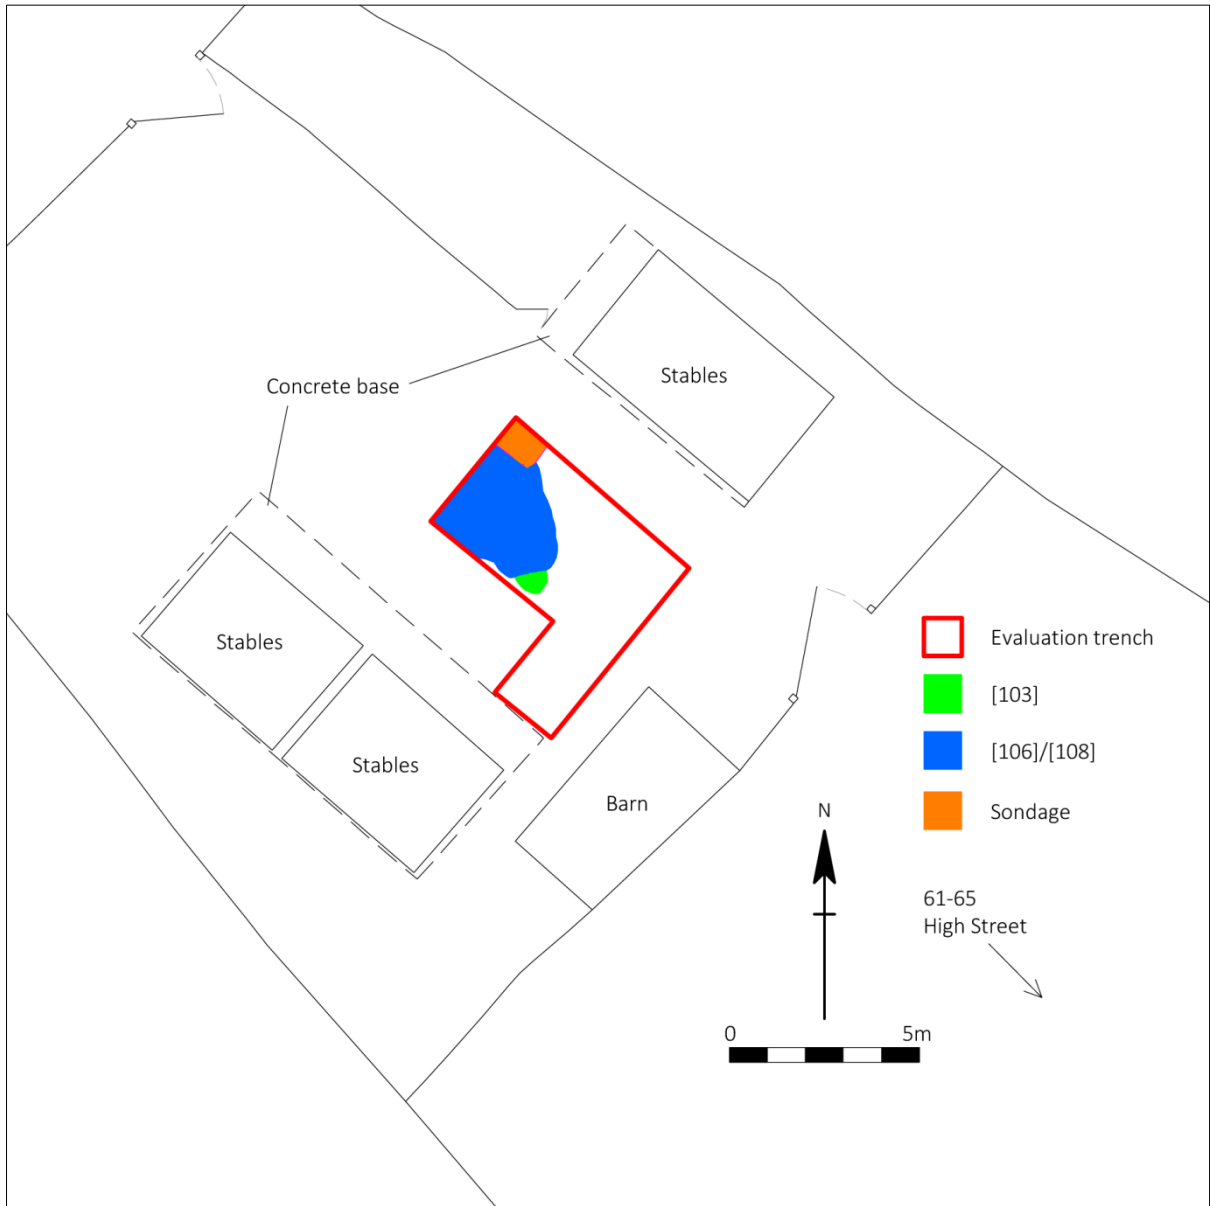 Stables
Concrete base
Stables
Stables
Barn
Evaluation trench
[103]
[106]/[108]
Sondage
N
61-65
High Street
0 5m